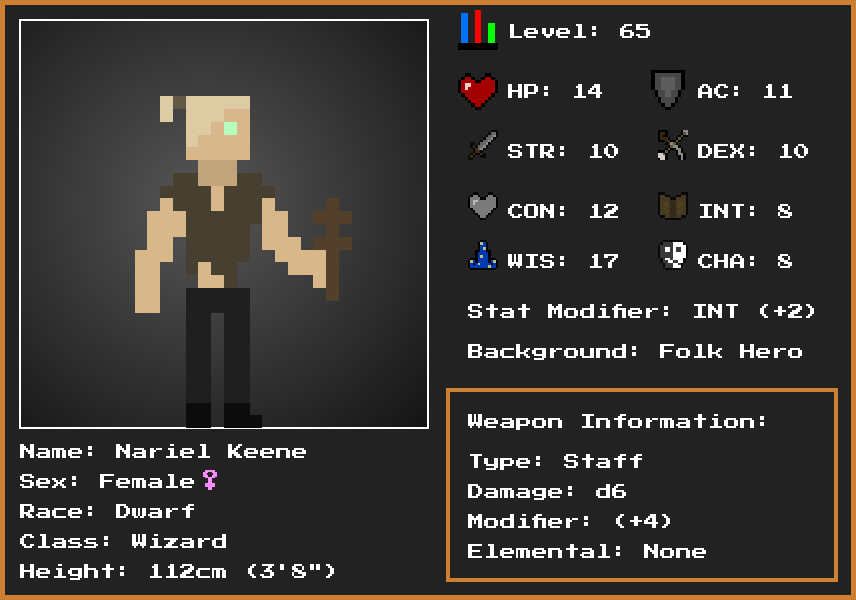 Level: 65
HP: 14 AC: 11
STR: 10 DEX: 10
CON: 12 INT: 8
WIS: 17 CHA: 8
Stat Modifier: INT (+2)
Background: Folk Hero
Weapon Information:
Type: Staff
Damage: d6
Modifier: (+4)
Elemental: None
Name: Nariel Keene
Sex: Female♀
Race: Dwarf
Class: Wizard
Height: 112cm (3'8")